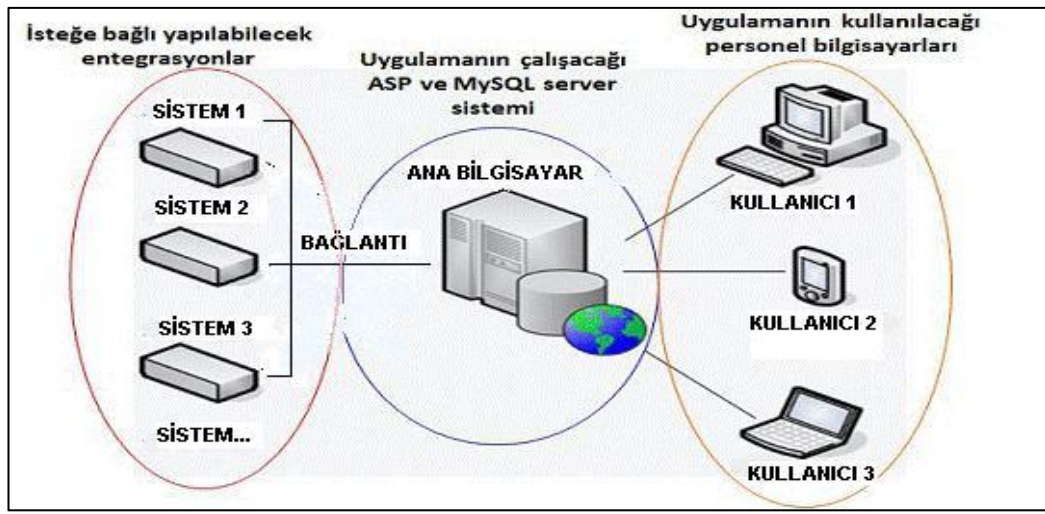 İsteğe bağlı yapılabilecek
entegrasyonlar
SİSTEM 1
SİSTEM 2
SİSTEM 3
SİSTEM...
BAĞLANTI
Uygulamanın çalışacağı
ASP ve MySQL server
sistemi
ANA BİLGİSAYAR
Uygulamanın kullanılacağı
personel bilgisayarları
KULLANICI 1
KULLANICI 2
KULLANICI 3